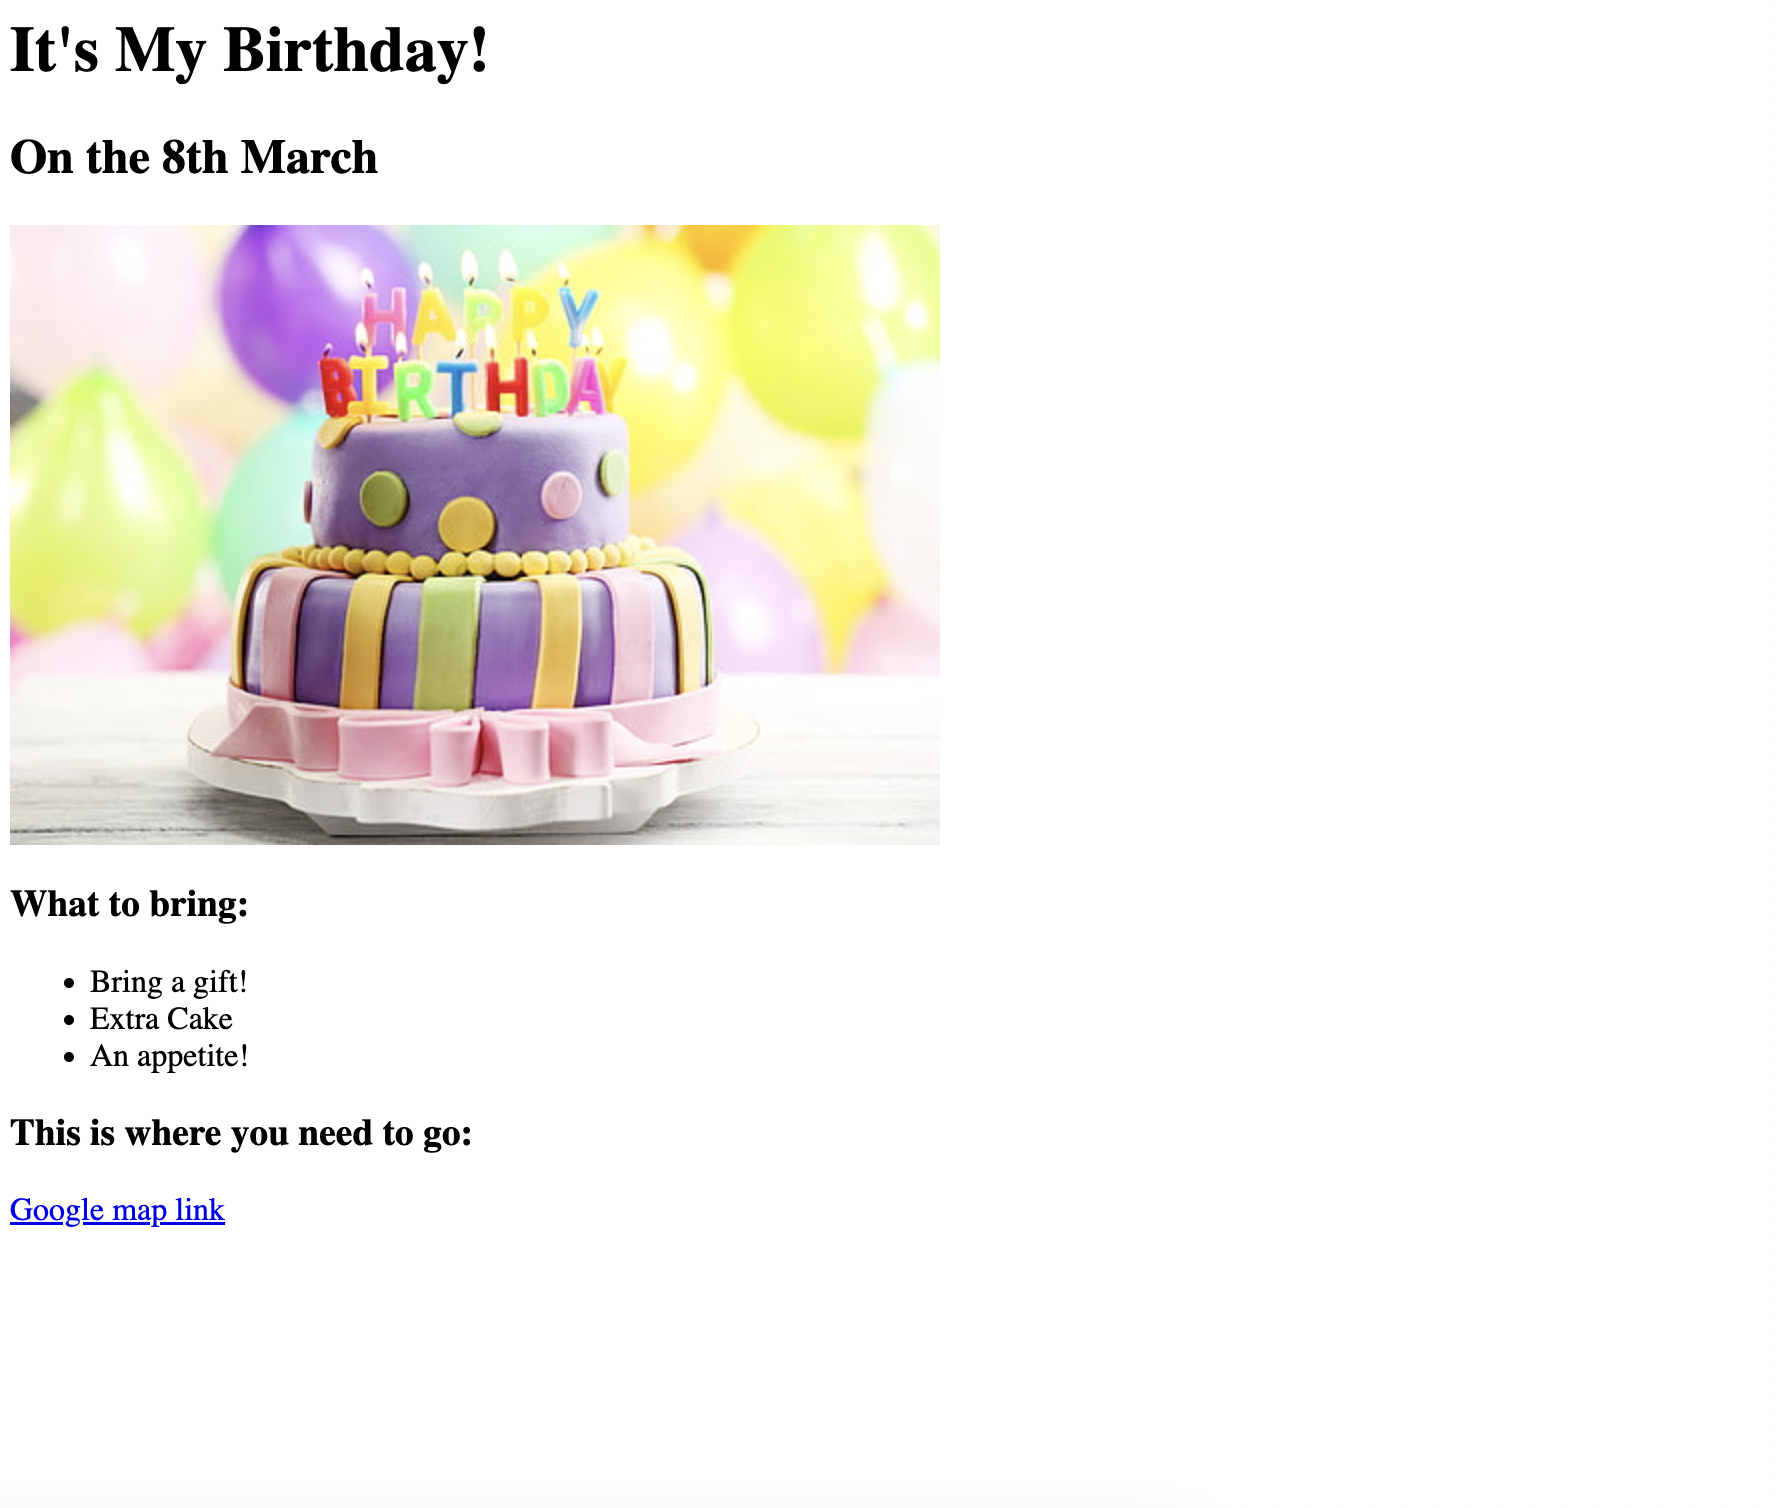 It's My Birthday!
On the 8th March
HAPPY
BIRTHDAY
What to bring:
Bring a gift!
Extra Cake
An appetite!
This is where you need to go:
Google map link